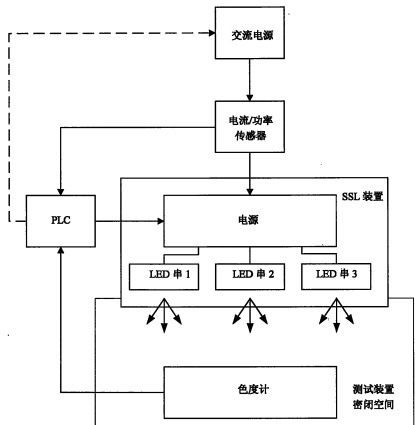 交流电源
电流/功率
传感器
SSL 装置
PLC
电源
LED 串 1
LED 串 2
LED 串 3
色度计
测试装置
密闭空间